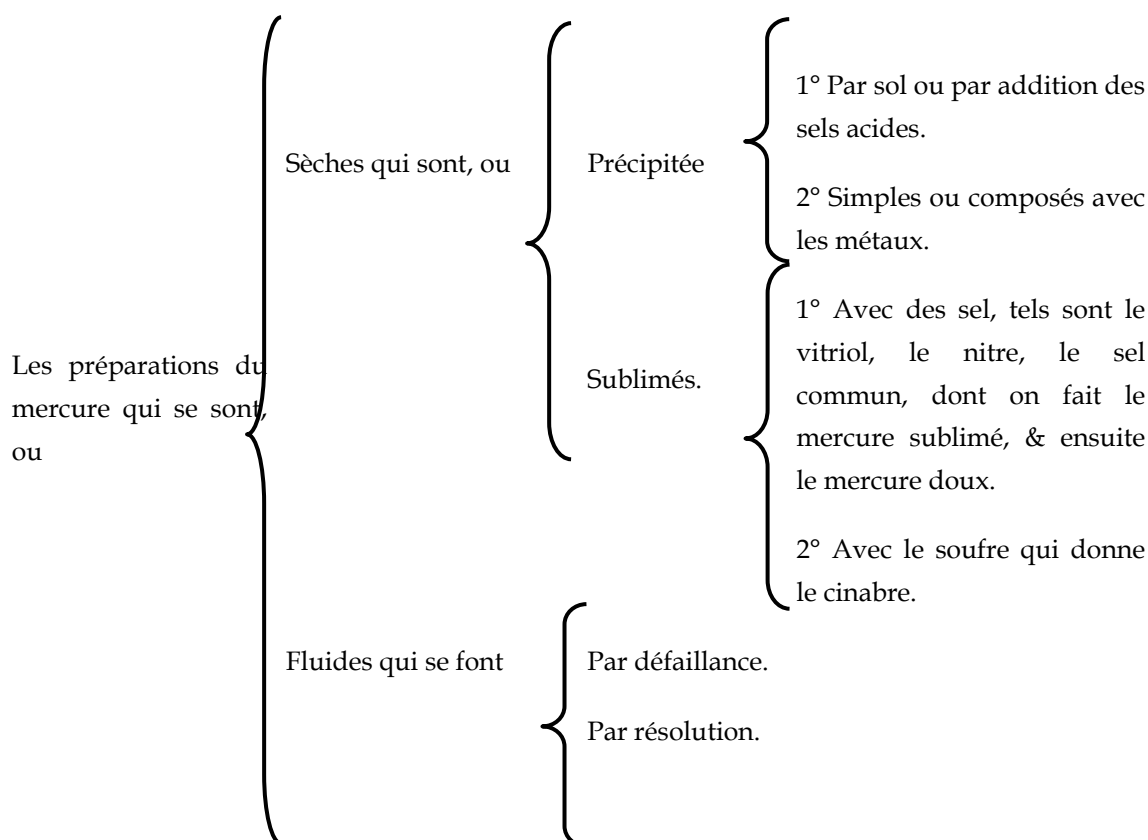 Les préparations du
mercure qui se sont,
ou
Sèches qui sont, ou
Précipitée
1° Par sol ou par addition des
sels acides.
2° Simples ou composés avec
les métaux.
Sublimés.
1° Avec des sel, tels sont le
vitriol, le nitre, le sel
commun, dont on fait le
mercure sublimé, & ensuite
le mercure doux.
2° Avec le soufre qui donne
le cinabre.
Fluides qui se font
Par défaillance.
Par résolution.